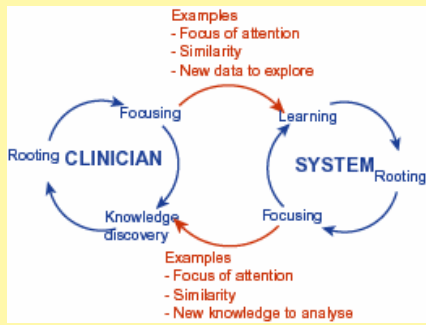 Examples
- Focus of attention
- Similarity
- New data to explore
Focusing
Learning
Rooting
CLINICIAN
SYSTEM
Rooting
Knowledge
discovery
Focusing
Examples
- Focus of attention
- Similarity
- New knowledge to analyse